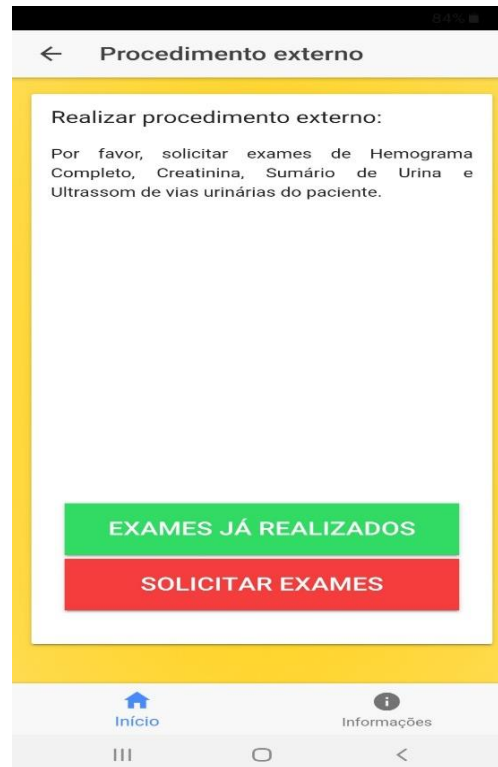 84%
Procedimento externo
Realizar procedimento externo:
Por favor, solicitar exames de Hemograma
Completo, Creatinina, Sumário de Urina e
Ultrassom de vias urinárias do paciente.
EXAMES JÁ REALIZADOS
SOLICITAR EXAMES
Início
Informações